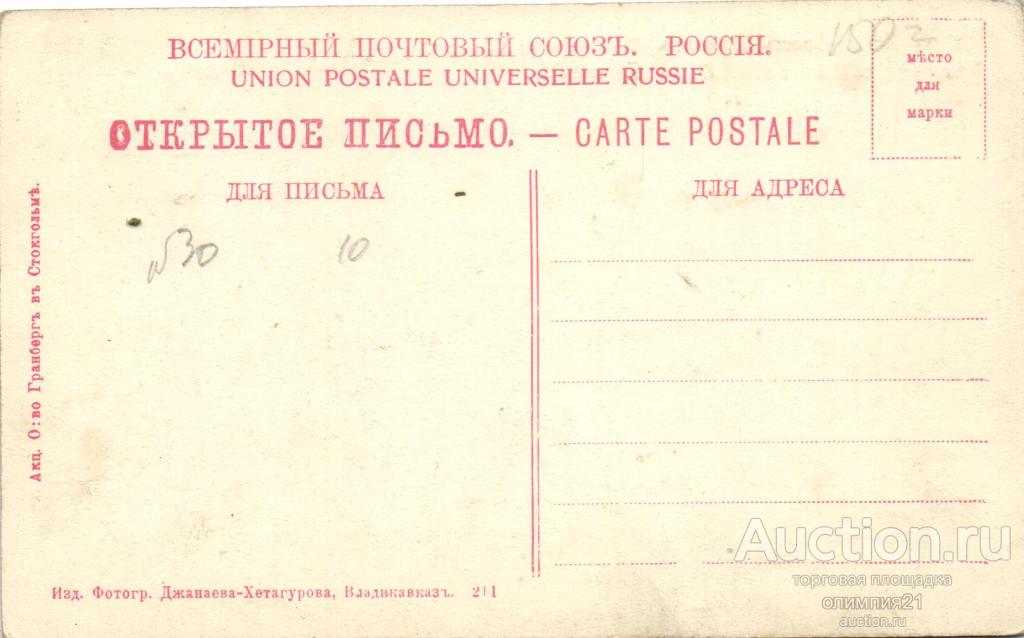 ВСЕМІРНЫЙ ПОЧТОВЫЙ СОЮЗЪ. РОССІЯ.
UNION POSTALE UNIVERSELLE RUSSIE
1502
мѣсто
для
марки
ОТКРЫТОЕ ПИСЬМО. — CARTE POSTALE
ДЛЯ ПИСЬМА
ДЛЯ АДРЕСА
№30
10
Акц. О:во Гранбергъ въ Стокгольмѣ.
Изд. Фотогр. Джанаева-Хетагурова, Владикавказъ. 211
Auction.ru
торговая площадка
олимпия21
auction.ru